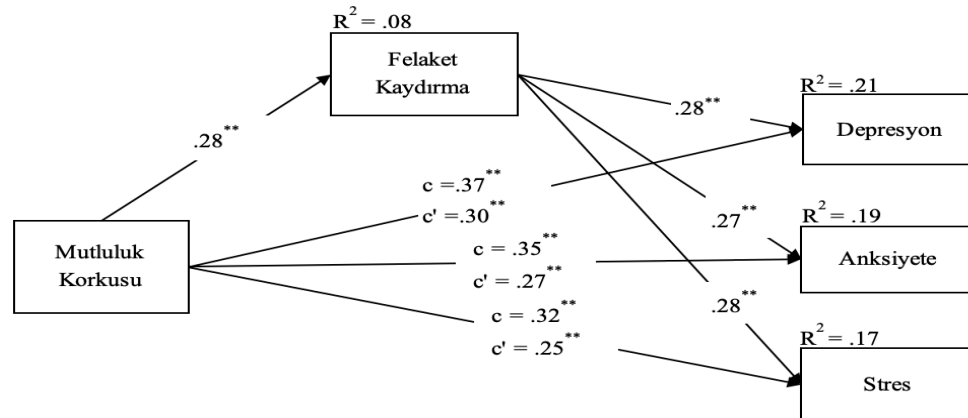 R² = .08
Felaket
Kaydırma
R² = .21
Depresyon
.28**
.28**
c =.37**
c' =.30**
Mutluluk
Korkusu
c = .35**
c' = .27**
.27**
R² = .19
Anksiyete
c = .32**
c' = .25**
.28**
R² = .17
Stres